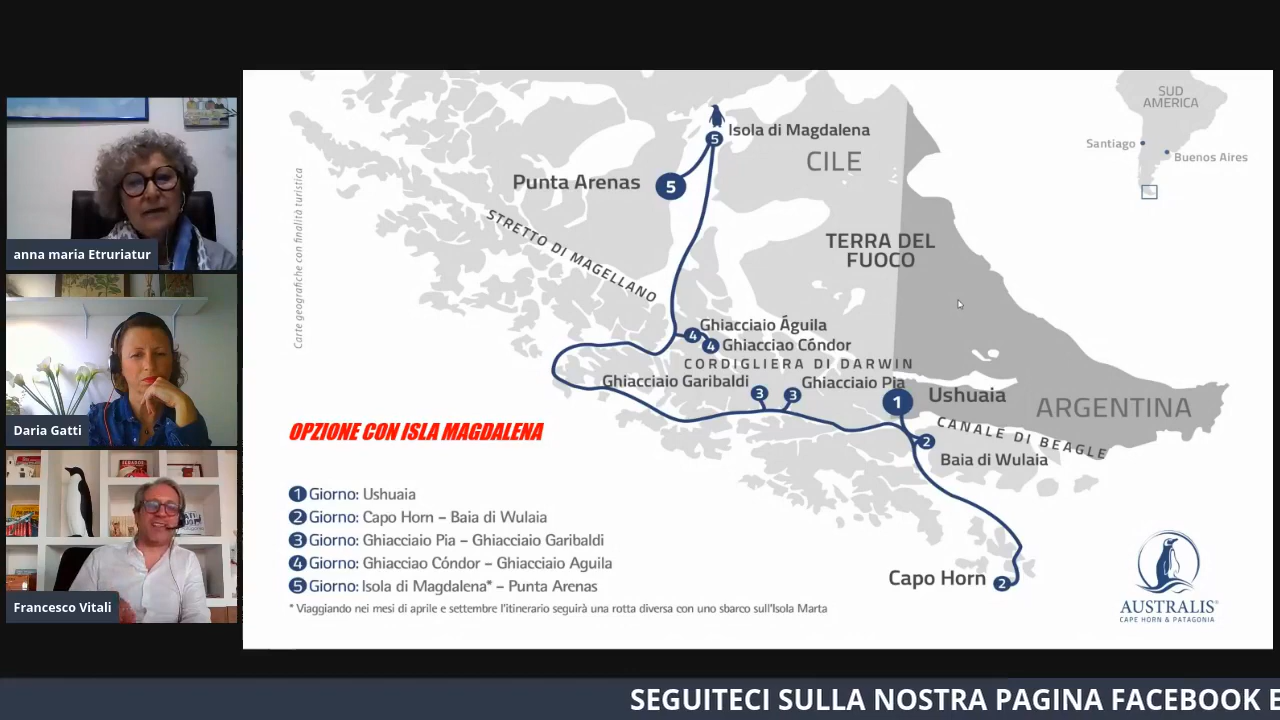 anna maria Etruriatur
Daria Gatti
Francesco Vitali
Carte geografiche con finalità turistica
Isola di Magdalena
5
CILE
Punta Arenas
5
STRETTO DI MAGELLANO
TERRA DEL
FUOCO
SUD
AMERICA
Santiago
Buenos Aires
Ghiacciaio Águila
4
4
Ghiacciao Cóndor
CORDIGLIERA DI DARWIN
Ghiacciaio Garibaldi
3
3
Ghiacciaio Pia
1
Ushuaia
ARGENTINA
CANALE DI BEAGLE
2
Baia di Wulaia
Capo Horn
2
OPZIONE CON ISLA MAGDALENA
1 Giorno: Ushuaia
2 Giorno: Capo Horn – Baia di Wulaia
3 Giorno: Ghiacciaio Pia – Ghiacciaio Garibaldi
4 Giorno: Ghiacciao Cóndor – Ghiacciaio Aguila
5 Giorno: Isola di Magdalena* – Punta Arenas
* Viaggiando nei mesi di aprile e settembre l'itinerario seguirà una rotta diversa con uno sbarco sull'Isola Marta
AUSTRALIS®
CAPE HORN & PATAGONIA
SEGUITECI SULLA NOSTRA PAGINA FACEBOOK E